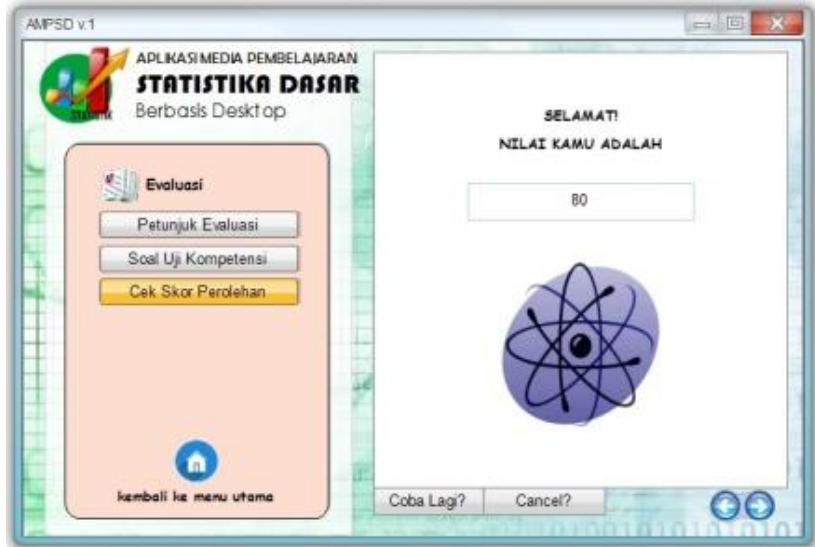 AMPSD v.1
APLIKASI MEDIA PEMBELAJARAN
STATISTIKA DASAR
Berbasis Desktop
Evaluasi
Petunjuk Evaluasi
Soal Uji Kompetensi
Cek Skor Perolehan
kembali ke menu utama
SELAMAT!
NILAI KAMU ADALAH
80
Coba Lagi?
Cancel?